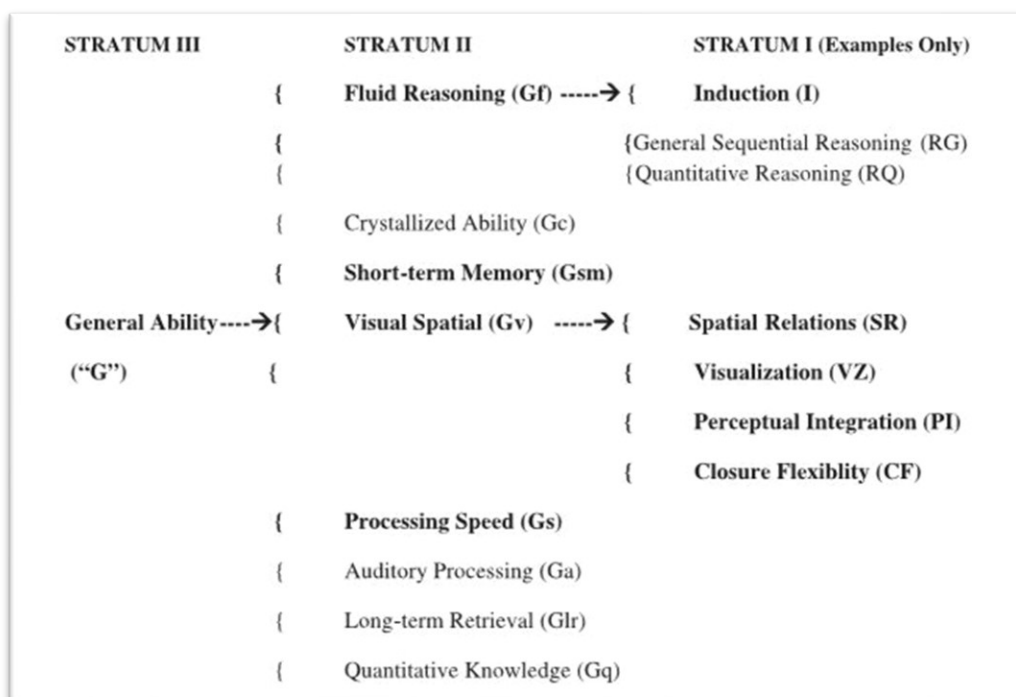 STRATUM III STRATUM II STRATUM I (Examples Only)
{ Fluid Reasoning (Gf) -----➔ { Induction (I)
{ {General Sequential Reasoning (RG)
{ {Quantitative Reasoning (RQ)
{ Crystallized Ability (Gc)
{ Short-term Memory (Gsm)
General Ability----➔{ Visual Spatial (Gv) -----➔ { Spatial Relations (SR)
(“G”) { { Visualization (VZ)
{ Perceptual Integration (PI)
{ Closure Flexiblity (CF)
{ Processing Speed (Gs)
{ Auditory Processing (Ga)
{ Long-term Retrieval (Glr)
{ Quantitative Knowledge (Gq)